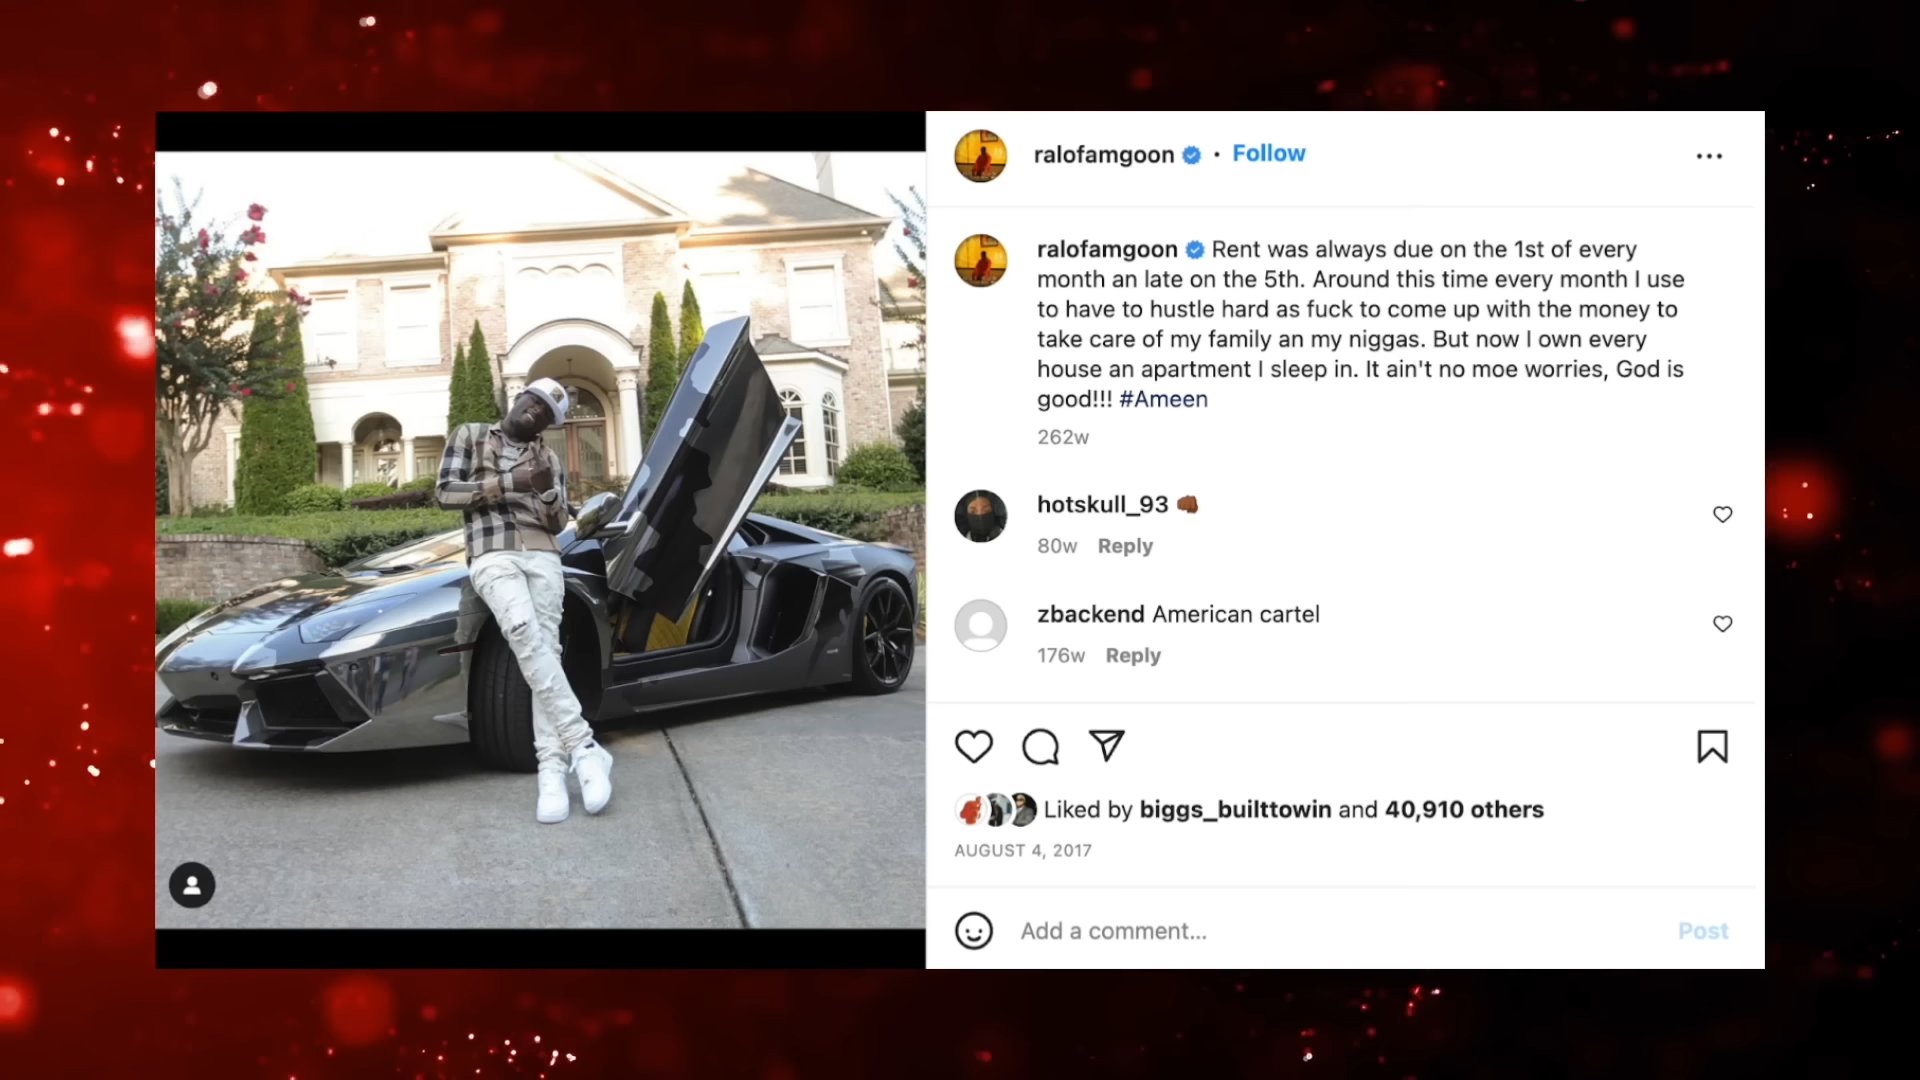 ralofamgoon • Follow
ralofamgoon Rent was always due on the 1st of every
month an late on the 5th. Around this time every month I use
to have to hustle hard as fuck to come up with the money to
take care of my family an my niggas. But now I own every
house an apartment I sleep in. It ain't no moe worries, God is
good!!! #Ameen
262w
hotskull_93 🤜🏾
80w Reply
zbackend American cartel
176w Reply
Liked by biggs_builttowin and 40,910 others
AUGUST 4, 2017
Add a comment...
Post